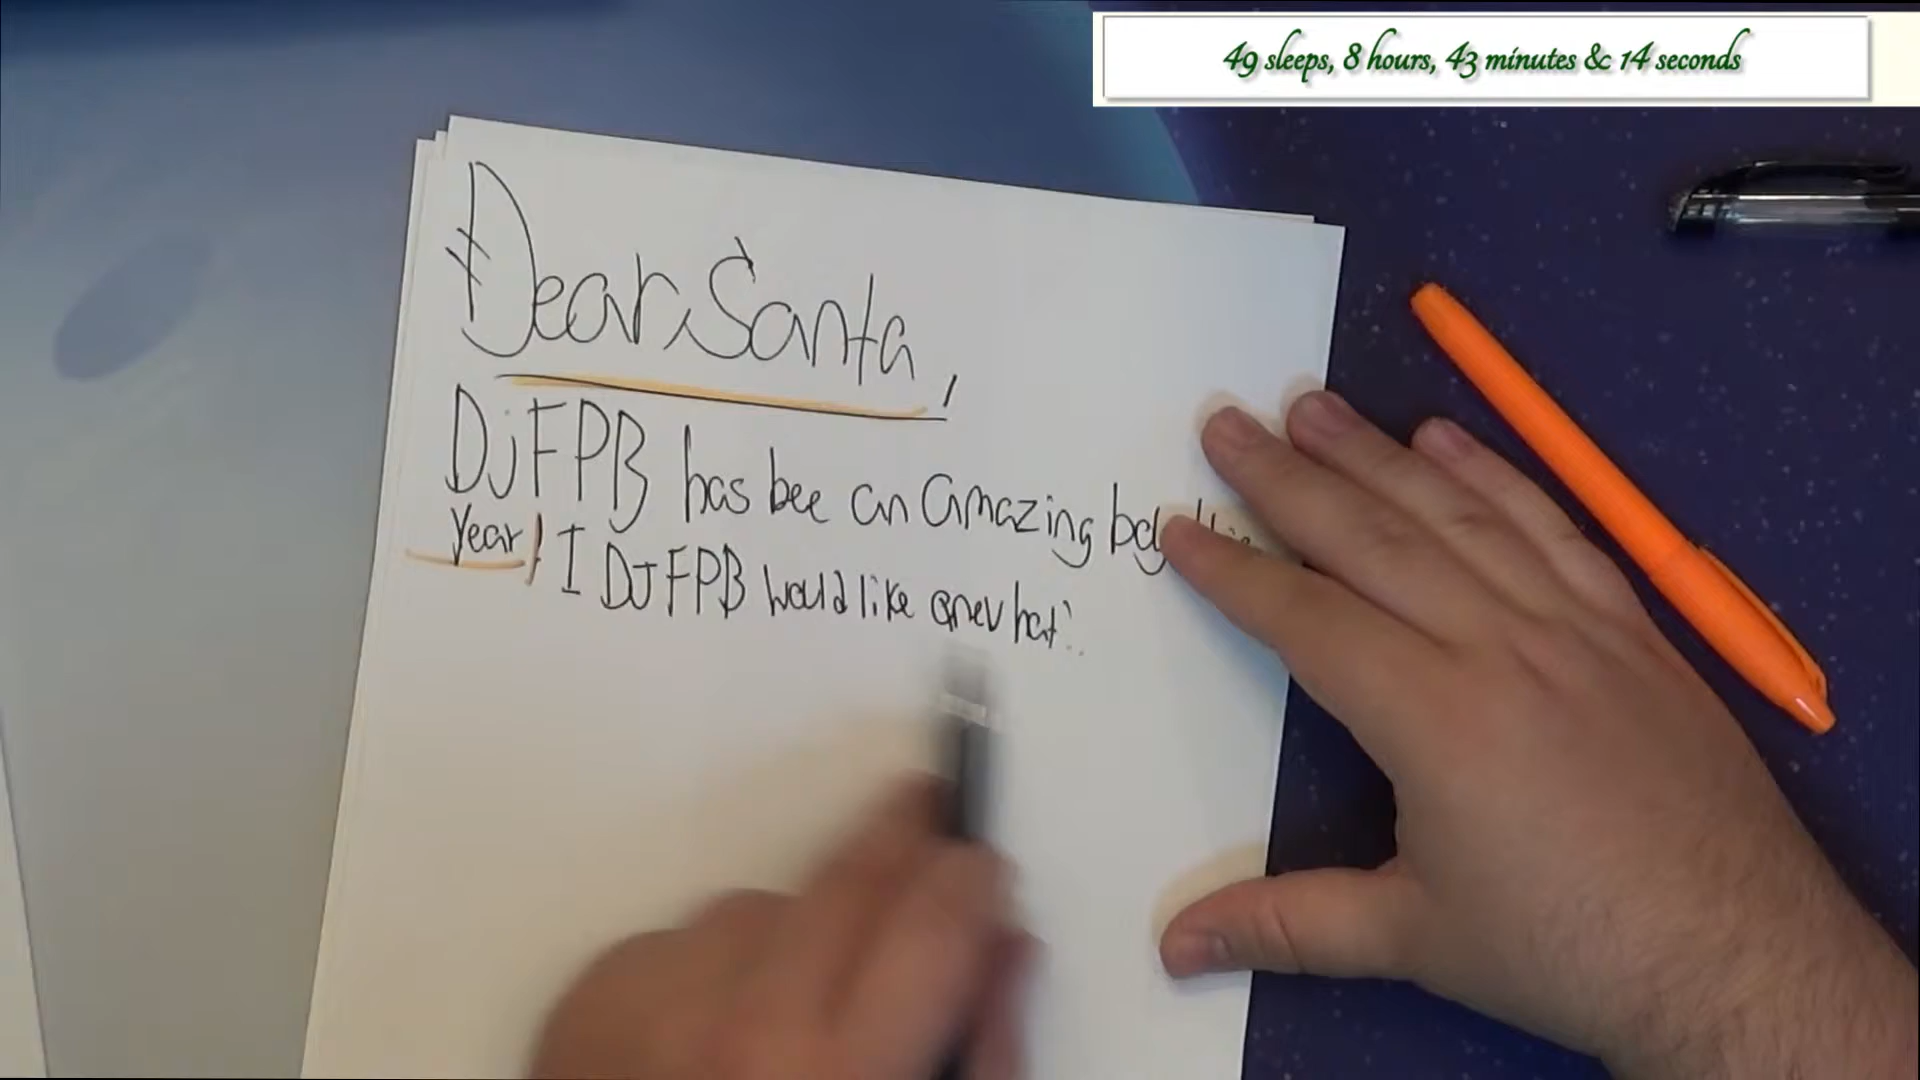 49 sleeps, 8 hours, 43 minutes & 14 seconds
Dear Santa,
DjFPB has bee an amazing
year! I DJFPB would like a new hat